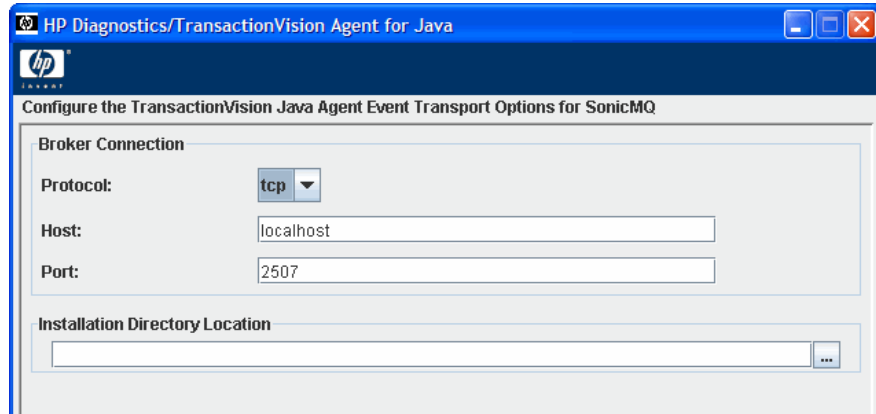 HP Diagnostics/TransactionVision Agent for Java
hp
invent
Configure the TransactionVision Java Agent Event Transport Options for SonicMQ
Broker Connection
Protocol: tcp
Host: localhost
Port: 2507
Installation Directory Location
...